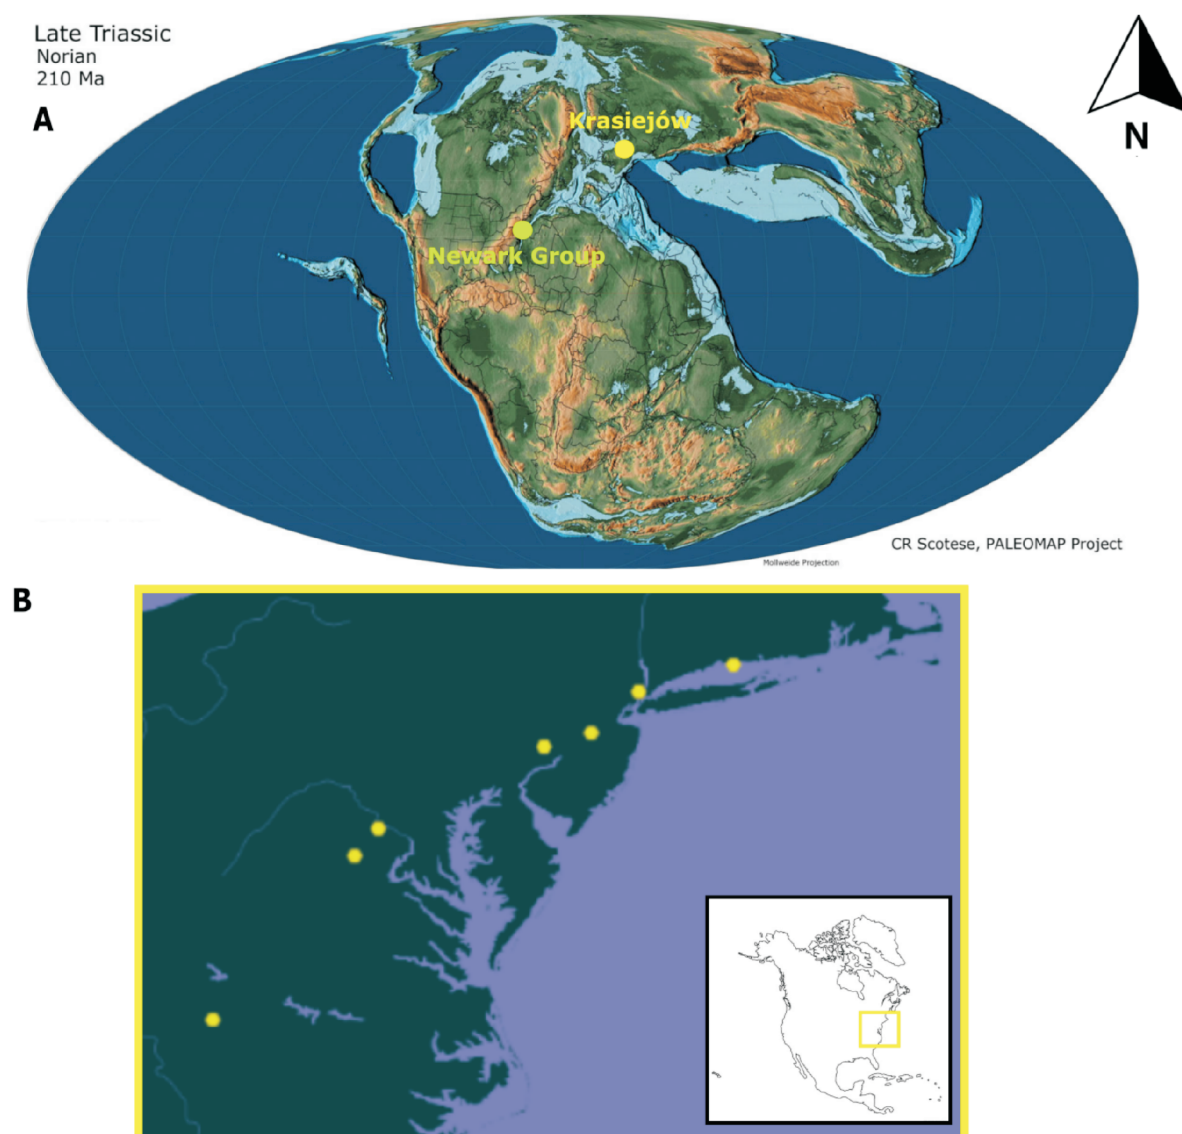 Late Triassic
Norian
210 Ma
A
N
Krasiejów
Newark Group
CR Scotese, PALEOMAP Project
Mollweide Projection
B